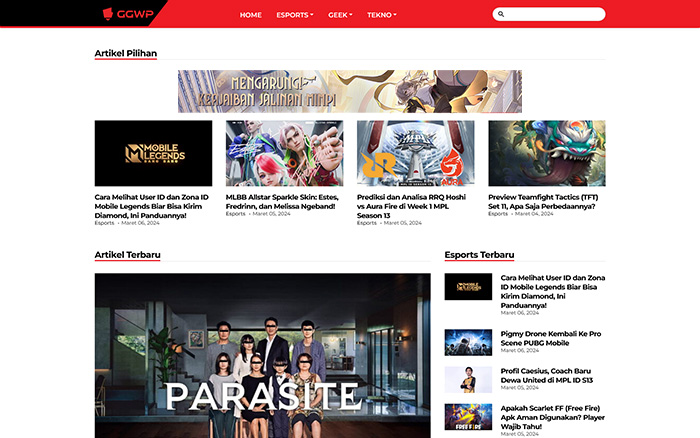 GGWP
HOME ESPORTS GEEK TEKNO
Artikel Pilihan
MENGARUNGI
KEAJAIBAN JALINAN MIMPI
MOBILE
LEGENDS
BANG BANG
MPL
RRQ
AURA
Cara Melihat User ID dan Zona ID
Mobile Legends Biar Bisa Kirim
Diamond, Ini Panduannya!
Esports • Maret 06, 2024
MLBB Allstar Sparkle Skin: Estes,
Fredrinn, dan Melissa Ngeband!
Esports • Maret 05, 2024
Prediksi dan Analisa RRQ Hoshi
vs Aura Fire di Week 1 MPL
Season 13
Esports • Maret 05, 2024
Preview Teamfight Tactics (TFT)
Set 11, Apa Saja Perbedaannya?
Esports • Maret 04, 2024
Artikel Terbaru
PARASITE
Esports Terbaru
Cara Melihat User ID dan Zona
ID Mobile Legends Biar Bisa
Kirim Diamond, Ini
Panduannya!
Maret 06, 2024
Pigmy Drone Kembali Ke Pro
Scene PUBG Mobile
Maret 05, 2024
Profil Caesius, Coach Baru
Dewa United di MPL ID S13
Maret 05, 2024
FREE FIRE
Apakah Scarlet FF (Free Fire)
Apk Aman Digunakan? Player
Wajib Tahu!
Maret 05, 2024